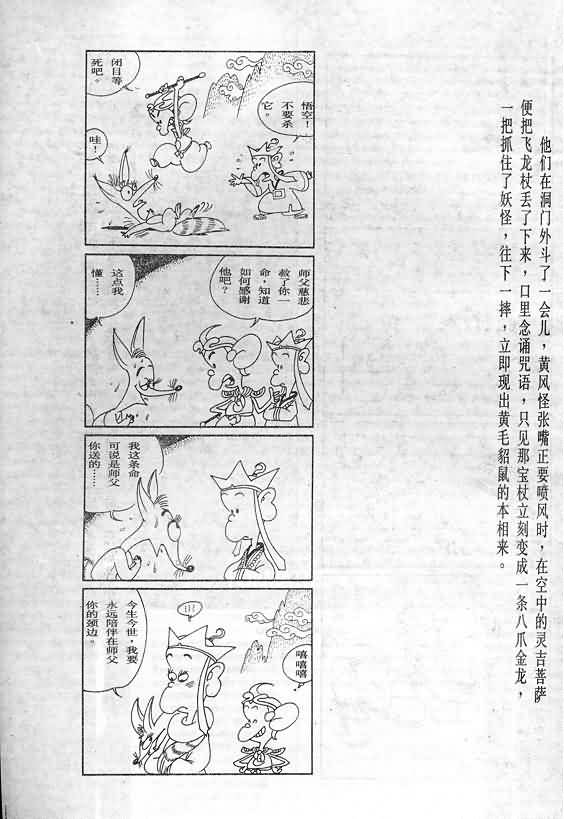 他们在洞门外斗了一会儿，黄风怪张嘴正要喷风时，在空中的灵吉菩萨
便把飞龙杖丢了下来，口里念诵咒语，只见那宝杖立刻变成一条八爪金龙，
一把抓住了妖怪，往下一摔，立即现出黄毛貂鼠的本相来。
悟空！
不要杀
它。
闭目等
死吧。
哇！
师父慈悲
救了你一
命，知道
如何感谢
他吧？
这点我
懂……
我这条命
可说是师父
你送的……
!!!
嘻嘻嘻
今生今世，我要
永远陪伴在师父
你的颈边。